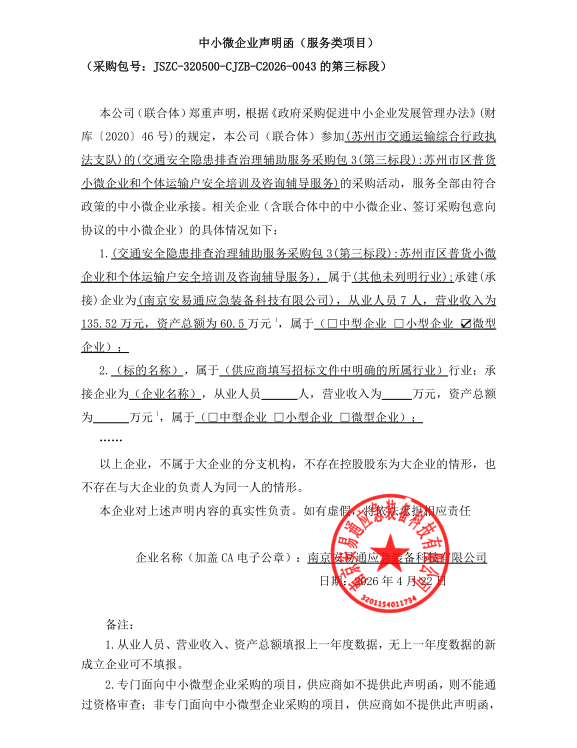 中小微企业声明函（服务类项目）
（采购包号：JSZC-320500-CJZB-C2026-0043的第三标段）
本公司（联合体）郑重声明，根据《政府采购促进中小企业发展管理办法》(财
库〔2020〕46号)的规定，本公司（联合体）参加(苏州市交通运输综合行政执
法支队)的(交通安全隐患排查治理辅助服务采购包3(第三标段):苏州市区普货
小微企业和个体运输户安全培训及咨询辅导服务)的采购活动，服务全部由符合
政策的中小微企业承接。相关企业（含联合体中的中小微企业、签订采购包意向
协议的中小微企业）的具体情况如下：
1.(交通安全隐患排查治理辅助服务采购包3(第三标段):苏州市区普货小微
企业和个体运输户安全培训及咨询辅导服务)，属于(其他未列明行业);承建(承
接)企业为(南京安易通应急装备科技有限公司)，从业人员7人，营业收入为
135.52万元，资产总额为60.5万元¹，属于（□中型企业 □小型企业 ☑微型
企业）；
2.（标的名称），属于（供应商填写招标文件中明确的所属行业）行业；承
接企业为（企业名称），从业人员______人，营业收入为_____万元，资产总额
为______万元¹，属于（□中型企业 □小型企业 □微型企业）；
……
以上企业，不属于大企业的分支机构，不存在控股股东为大企业的情形，也
不存在与大企业的负责人为同一人的情形。
本企业对上述声明内容的真实性负责。如有虚假，将依法承担相应责任
企业名称（加盖CA电子公章）：南京安易通应急装备科技有限公司
日期：2026年4月22日
南京安易通应急装备科技有限公司
3201154011734
备注：
1.从业人员、营业收入、资产总额填报上一年度数据，无上一年度数据的新
成立企业可不填报。
2.专门面向中小微型企业采购的项目，供应商如不提供此声明函，则不能通
过资格审查；非专门面向中小微型企业采购的项目，供应商如不提供此声明函，